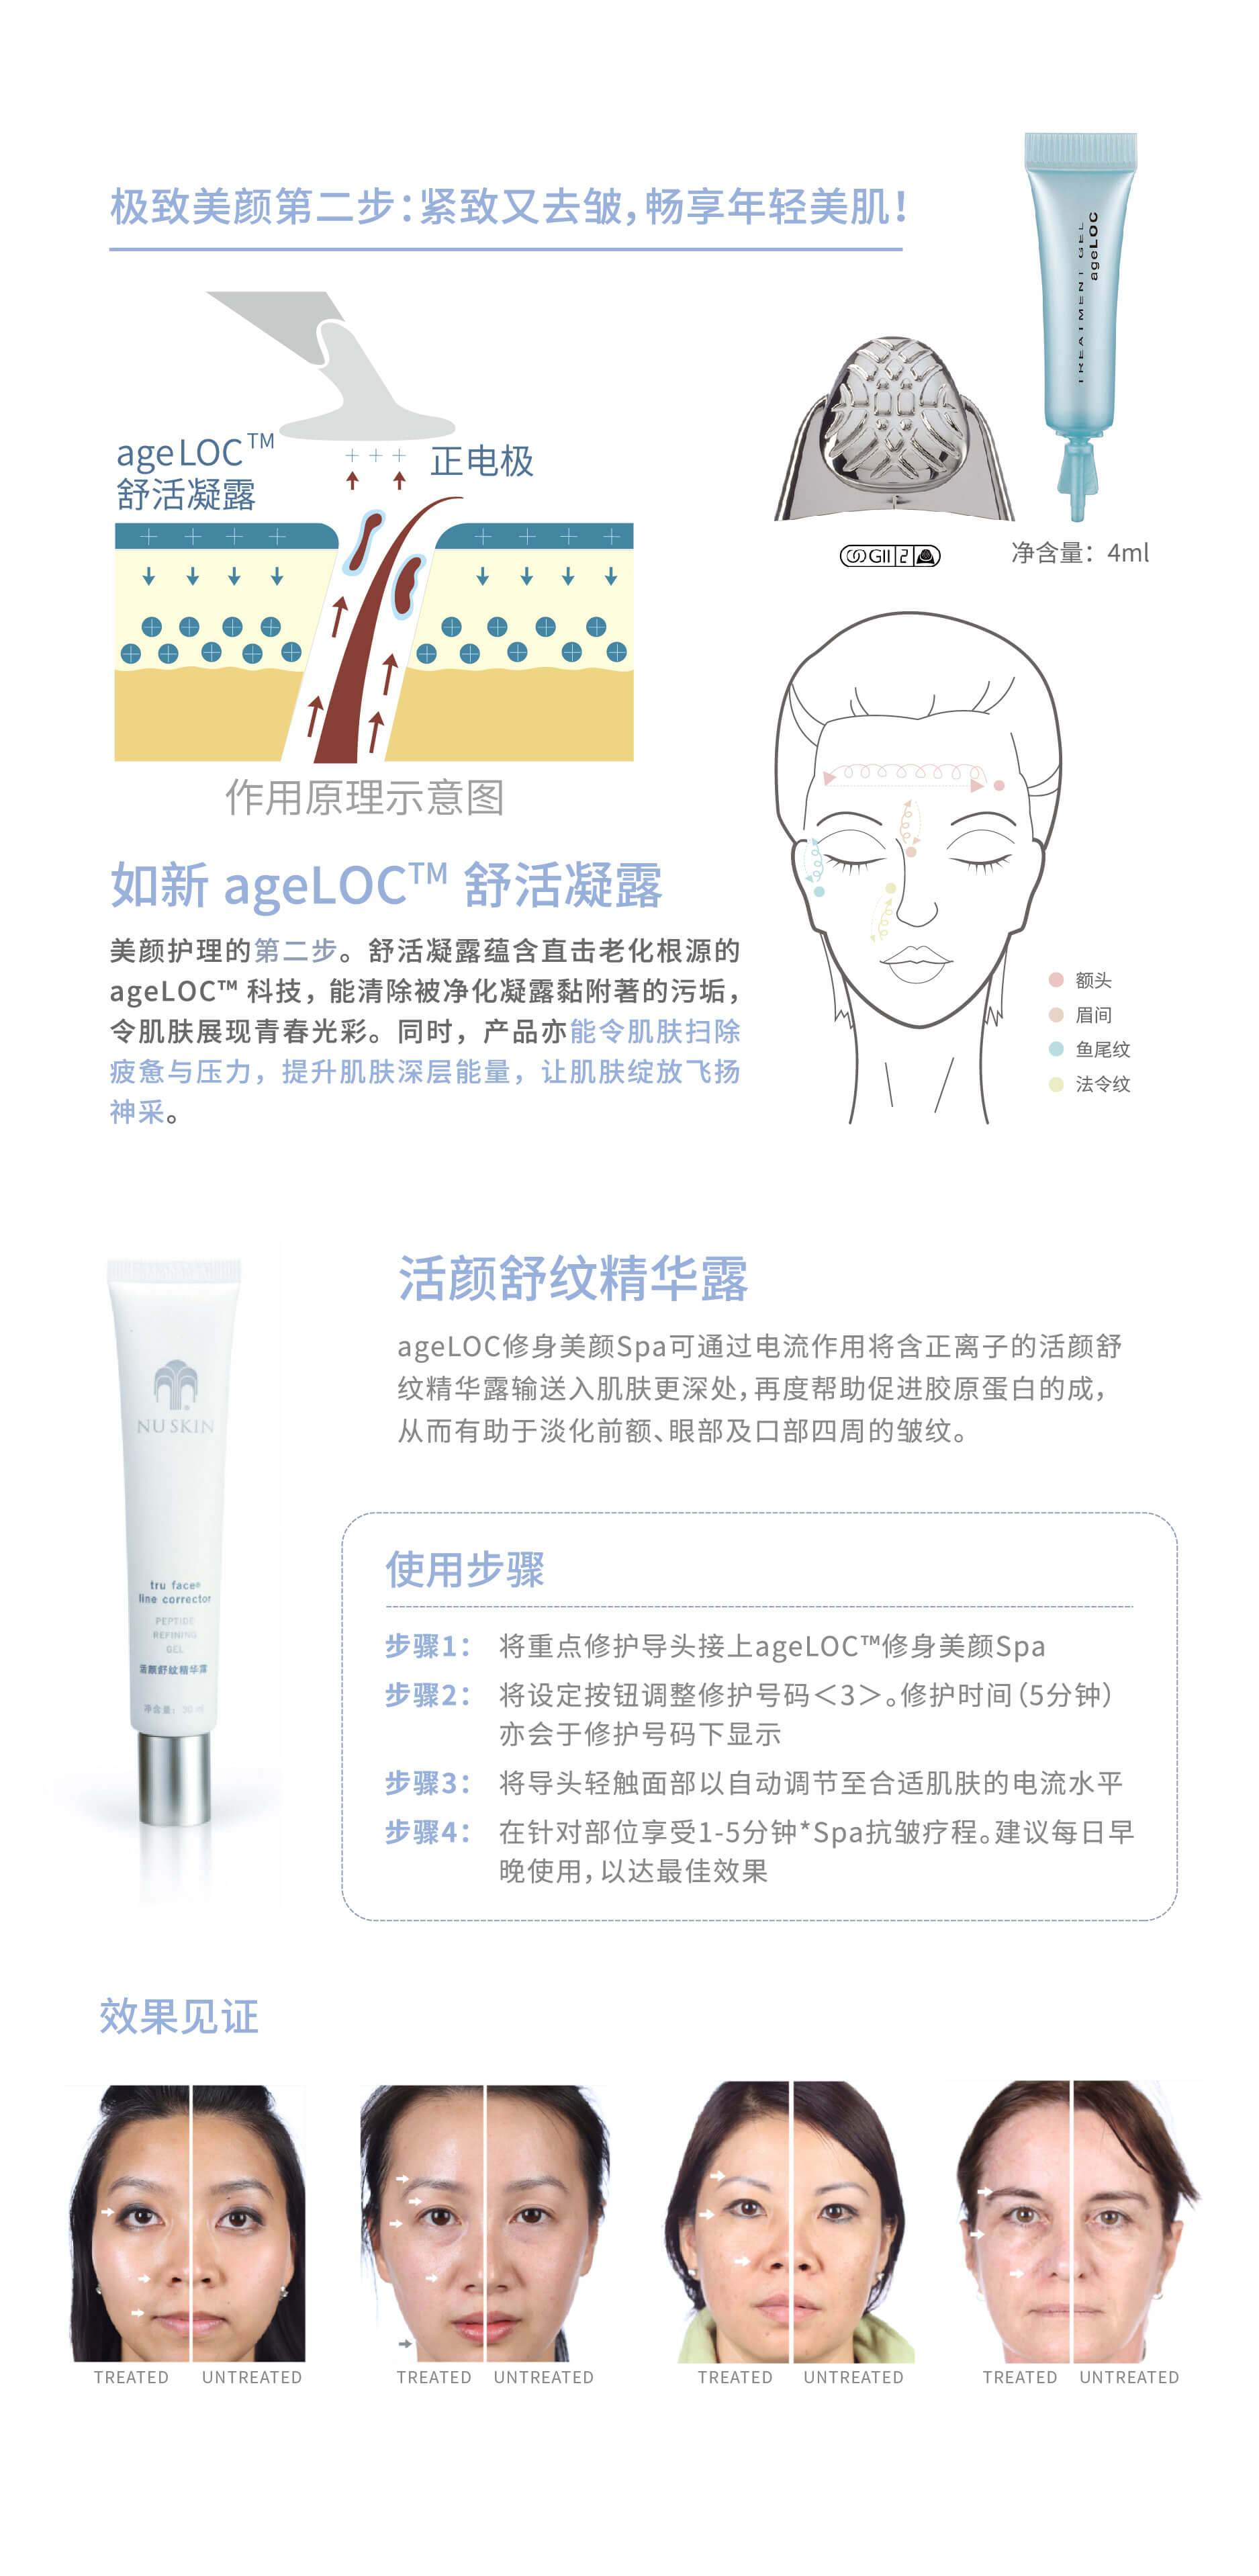 极致美颜第二步：紧致又去皱，畅享年轻美肌！
TREATMENT GEL
ageLOC
ageLOC™
舒活凝露
正电极
GII 2
净含量：4ml
作用原理示意图
如新 ageLOC™ 舒活凝露
美颜护理的第二步。舒活凝露蕴含直击老化根源的
ageLOC™ 科技，能清除被净化凝露黏附著的污垢，
令肌肤展现青春光彩。同时，产品亦能令肌肤扫除
疲惫与压力，提升肌肤深层能量，让肌肤绽放飞扬
神采。
额头
眉间
鱼尾纹
法令纹
活颜舒纹精华露
ageLOC修身美颜Spa可通过电流作用将含正离子的活颜舒
纹精华露输送入肌肤更深处，再度帮助促进胶原蛋白的成，
从而有助于淡化前额、眼部及口部四周的皱纹。
NU SKIN
tru face®
line corrector
PEPTIDE
REFINING
GEL
活颜舒纹精华露
净含量：30 ml
使用步骤
步骤1： 将重点修护导头接上ageLOC™修身美颜Spa
步骤2： 将设定按钮调整修护号码＜3＞。修护时间（5分钟）
亦会于修护号码下显示
步骤3： 将导头轻触面部以自动调节至合适肌肤的电流水平
步骤4： 在针对部位享受1-5分钟*Spa抗皱疗程。建议每日早
晚使用，以达最佳效果
效果见证
TREATED UNTREATED
TREATED UNTREATED
TREATED UNTREATED
TREATED UNTREATED